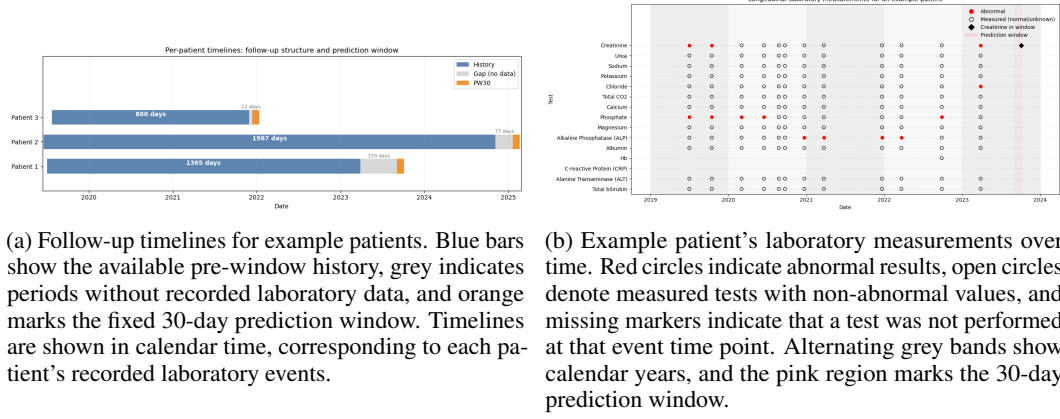 Longitudinal laboratory measurements for an example patient
Per-patient timelines: follow-up structure and prediction window
History
Gap (no data)
PW30
Patient 3
860 days
12 days
Patient 2
1967 days
77 days
Patient 1
1365 days
159 days
2020
2021
2022
2023
2024
2025
Date
Abnormal
Measured (normal/unknown)
Creatinine in window
Prediction window
Test
Creatinine
Urea
Sodium
Potassium
Chloride
Total CO2
Calcium
Phosphate
Magnesium
Alkaline Phosphatase (ALP)
Albumin
Hb
C-reactive Protein (CRP)
Alanine Transaminase (ALT)
Total bilirubin
2019
2020
2021
2022
2023
2024
Date
(a) Follow-up timelines for example patients. Blue bars
show the available pre-window history, grey indicates
periods without recorded laboratory data, and orange
marks the fixed 30-day prediction window. Timelines
are shown in calendar time, corresponding to each pa-
tient's recorded laboratory events.
(b) Example patient's laboratory measurements over
time. Red circles indicate abnormal results, open circles
denote measured tests with non-abnormal values, and
missing markers indicate that a test was not performed
at that event time point. Alternating grey bands show
calendar years, and the pink region marks the 30-day
prediction window.